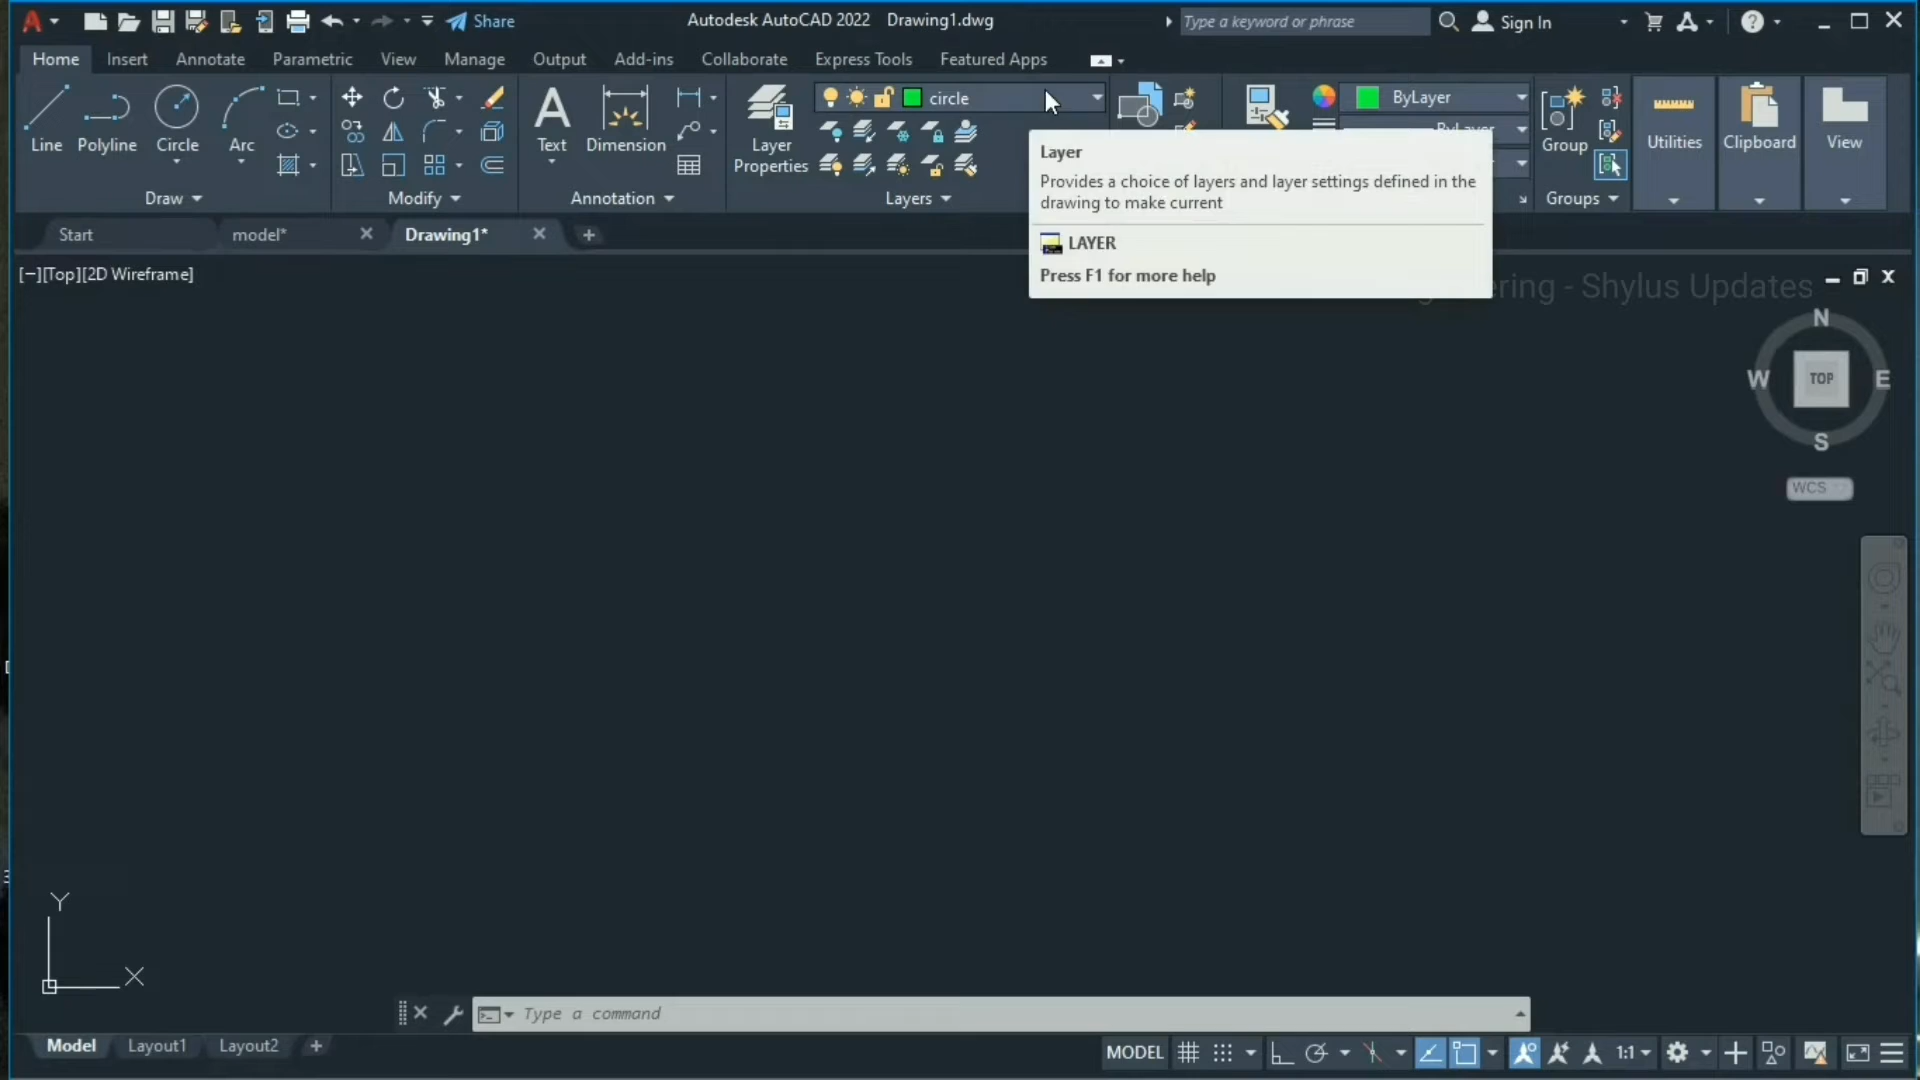 Share
Autodesk AutoCAD 2022 Drawing1.dwg
Type a keyword or phrase
Sign In
Home Insert Annotate Parametric View Manage Output Add-ins Collaborate Express Tools Featured Apps
circle
ByLayer
Line Polyline Circle Arc
Text Dimension
Layer
Properties
Group
Utilities Clipboard View
Draw Modify Annotation Layers Groups
Layer
Provides a choice of layers and layer settings defined in the
drawing to make current
LAYER
Press F1 for more help
Start model* Drawing1*
[−][Top][2D Wireframe]
- Shylus Updates
N
W TOP E
S
WCS
Y
X
Type a command
Model Layout1 Layout2
MODEL 1:1